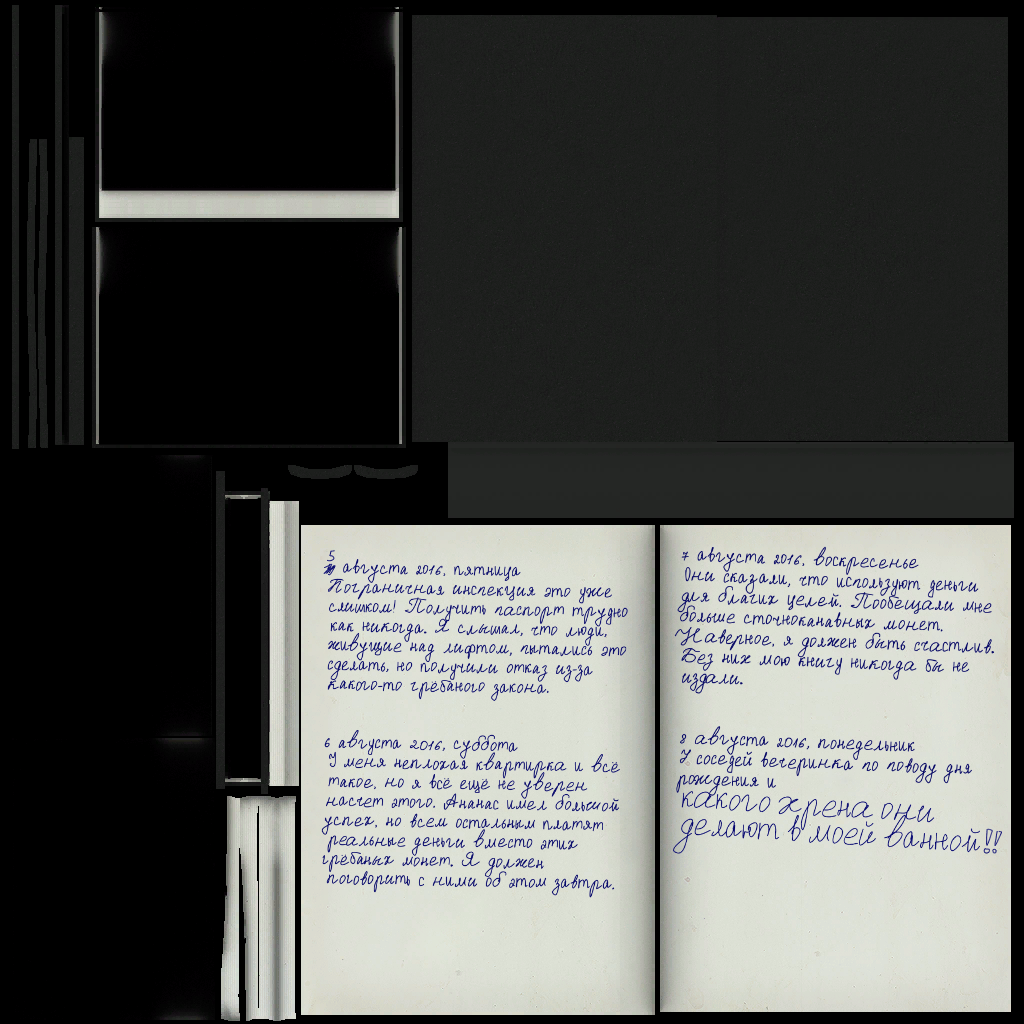 5
августа 2016, пятница
Пограничная инспекция это уже
слишком! Получить паспорт трудно
как никогда. Я слышал, что люди,
живущие над лифтом, пытались это
сделать, но получили отказ из-за
какого-то грёбаного закона.
6 августа 2016, суббота
У меня неплохая квартирка и всё
такое, но я всё ещё не уверен
насчет этого. Ананас имел большой
успех, но всем остальным платят
реальные деньги вместо этих
грёбаных монет. Я должен
поговорить с ними об этом завтра.
7 августа 2016, воскресенье
Они сказали, что используют деньги
для благих целей. Пообещали мне
больше сточноканавных монет.
Наверное, я должен быть счастлив.
Без них мою книгу никогда бы не
издали.
8 августа 2016, понедельник
У соседей вечеринка по поводу дня
рождения и
какого хрена они
делают в моей ванной!!